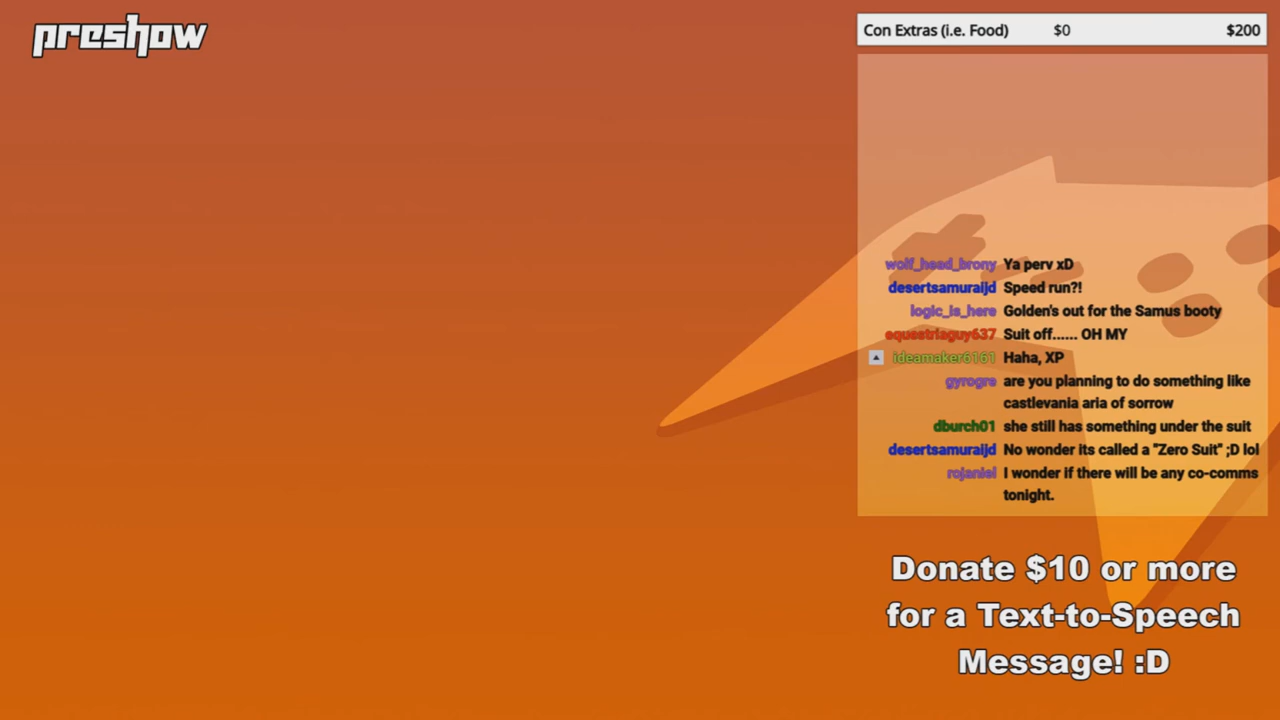 preshow
Con Extras (i.e. Food) $0 $200
wolf_head_brony Ya perv xD
desertsamuraijd Speed run?!
logic_is_here Golden's out for the Samus booty
equestriaguy637 Suit off...... OH MY
ideamaker6161 Haha, XP
gyrogre are you planning to do something like
castlevania aria of sorrow
dburch01 she still has something under the suit
desertsamuraijd No wonder its called a "Zero Suit" ;D lol
rojaniel I wonder if there will be any co-comms
tonight.
Donate $10 or more
for a Text-to-Speech
Message! :D